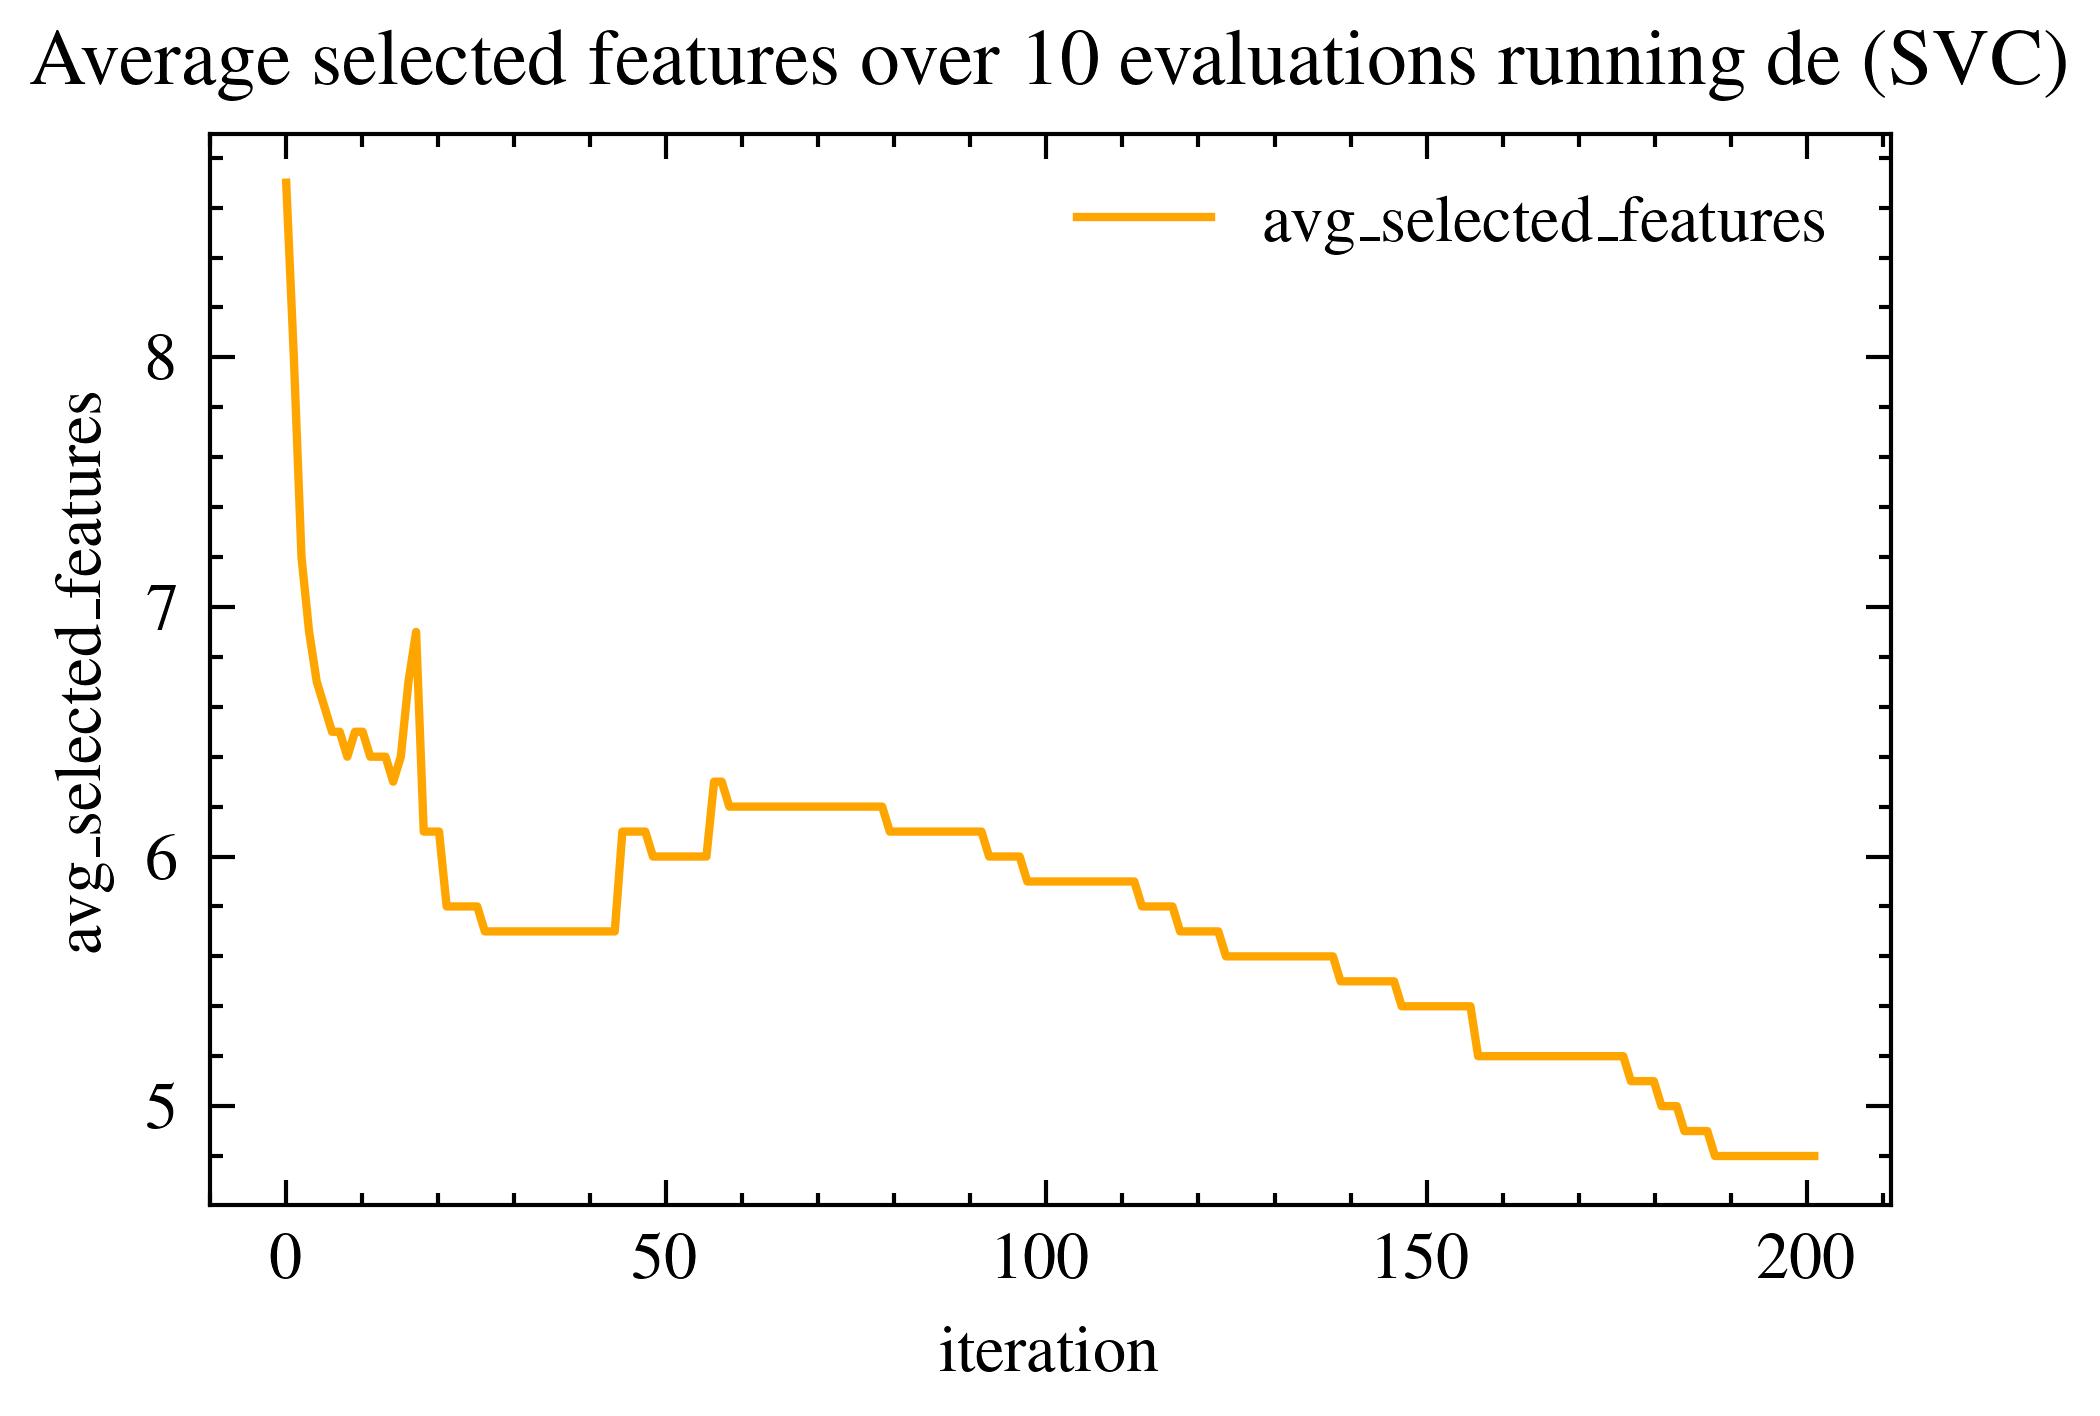 Average selected features over 10 evaluations running de (SVC)
avg_selected_features
avg_selected_features
8
7
6
5
0 50 100 150 200
iteration